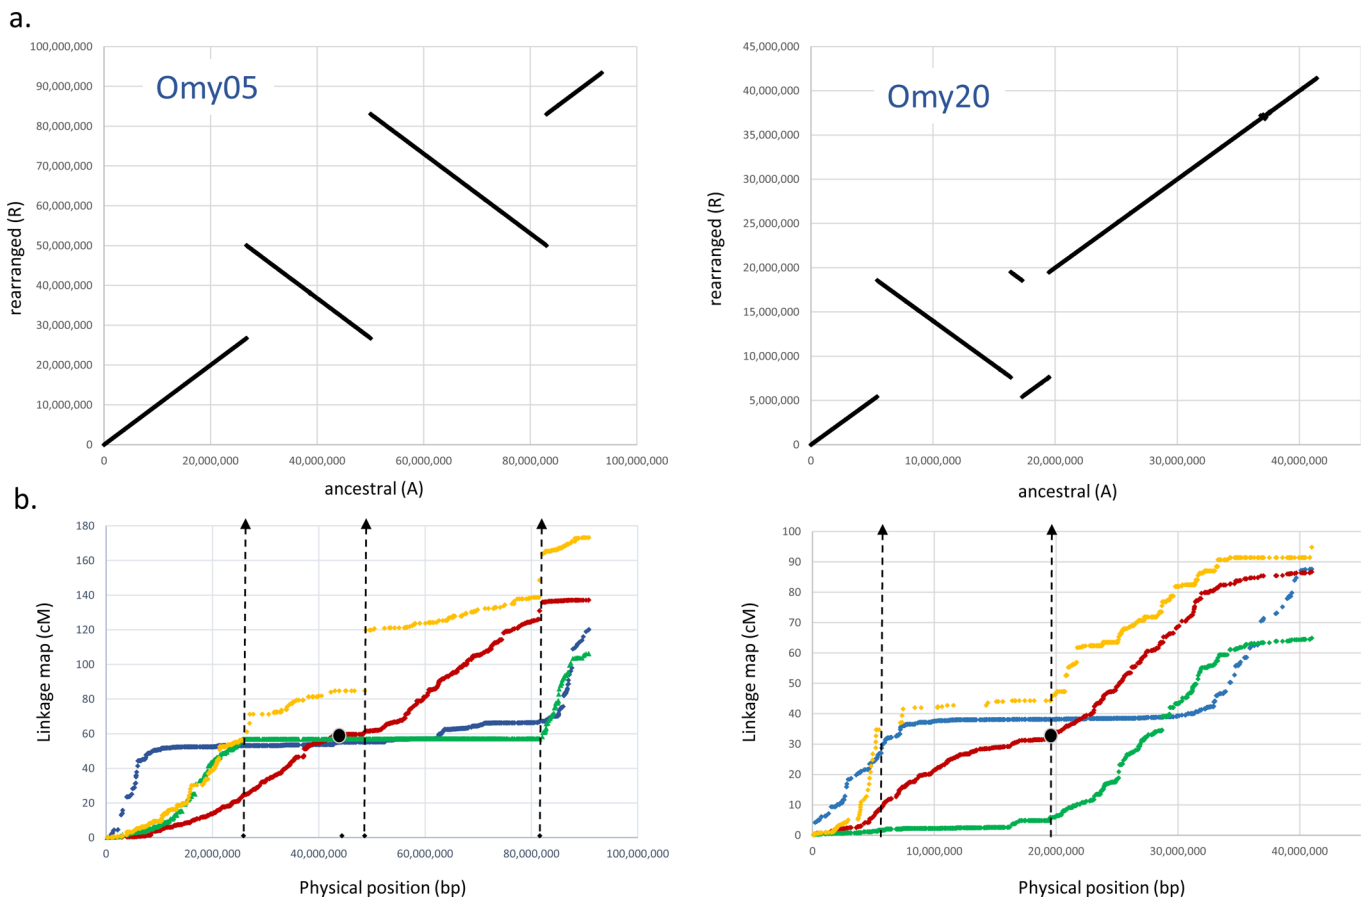 a.
Omy05
rearranged (R)
100,000,000
90,000,000
80,000,000
70,000,000
60,000,000
50,000,000
40,000,000
30,000,000
20,000,000
10,000,000
0
0 20,000,000 40,000,000 60,000,000 80,000,000 100,000,000
ancestral (A)
Omy20
rearranged (R)
45,000,000
40,000,000
35,000,000
30,000,000
25,000,000
20,000,000
15,000,000
10,000,000
5,000,000
0
0 10,000,000 20,000,000 30,000,000 40,000,000
ancestral (A)
b.
Linkage map (cM)
180
160
140
120
100
80
60
40
20
0
0 20,000,000 40,000,000 60,000,000 80,000,000 100,000,000
Physical position (bp)
Linkage map (cM)
100
90
80
70
60
50
40
30
20
10
0
0 10,000,000 20,000,000 30,000,000 40,000,000
Physical position (bp)